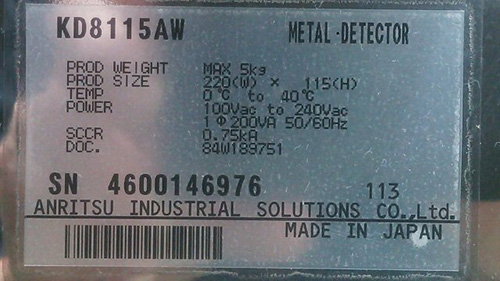 KD8115AW METAL-DETECTOR
PROD WEIGHT MAX 5kg
PROD SIZE 220(W) × 115(H)
TEMP 0℃ to 40℃
POWER 100Vac to 240Vac
1Φ200VA 50/60Hz
SCCR 0.75kA
DOC. 84W189751
SN 4600146976 113
ANRITSU INDUSTRIAL SOLUTIONS CO.,Ltd.
MADE IN JAPAN